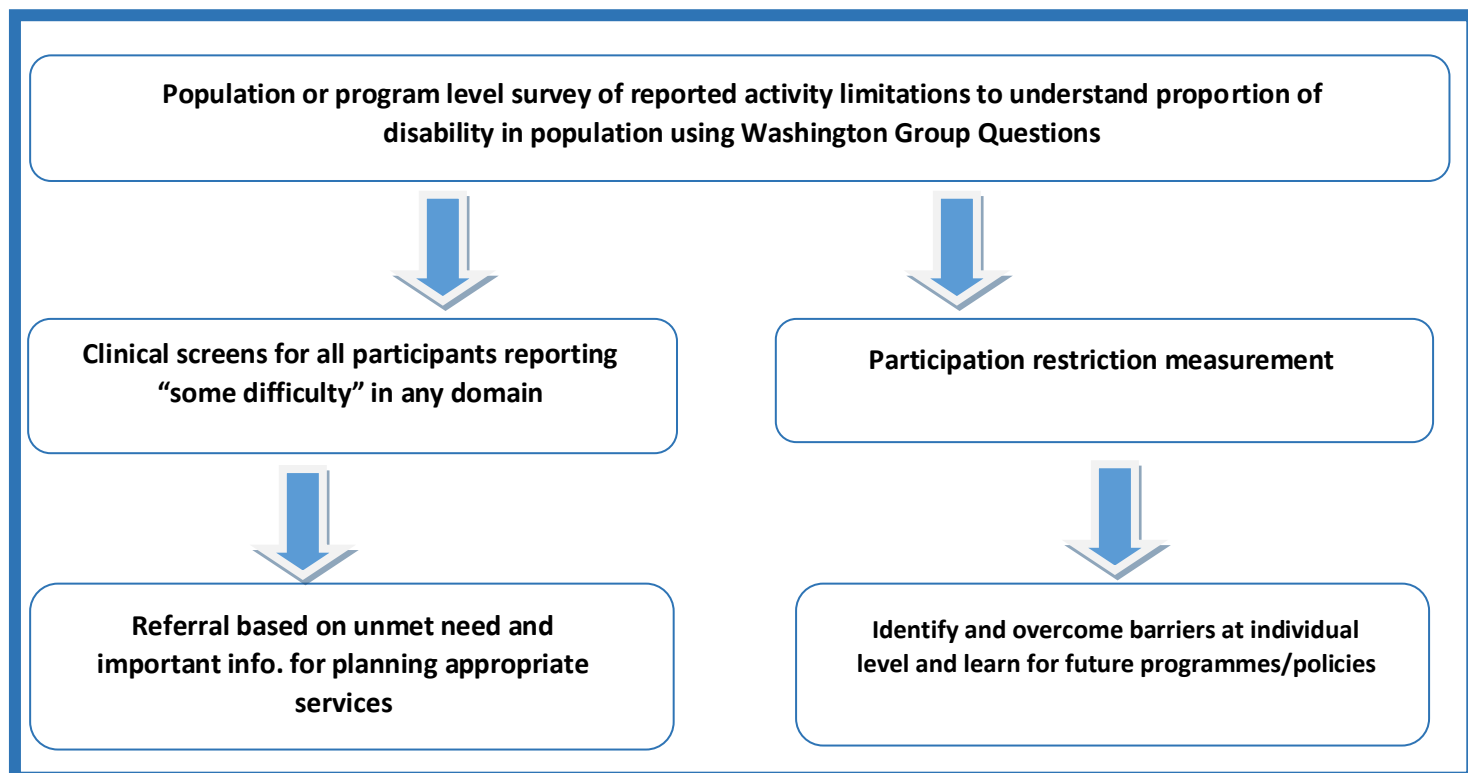 Population or program level survey of reported activity limitations to understand proportion of
disability in population using Washington Group Questions
Clinical screens for all participants reporting
“some difficulty” in any domain
Participation restriction measurement
Referral based on unmet need and
important info. for planning appropriate
services
Identify and overcome barriers at individual
level and learn for future programmes/policies